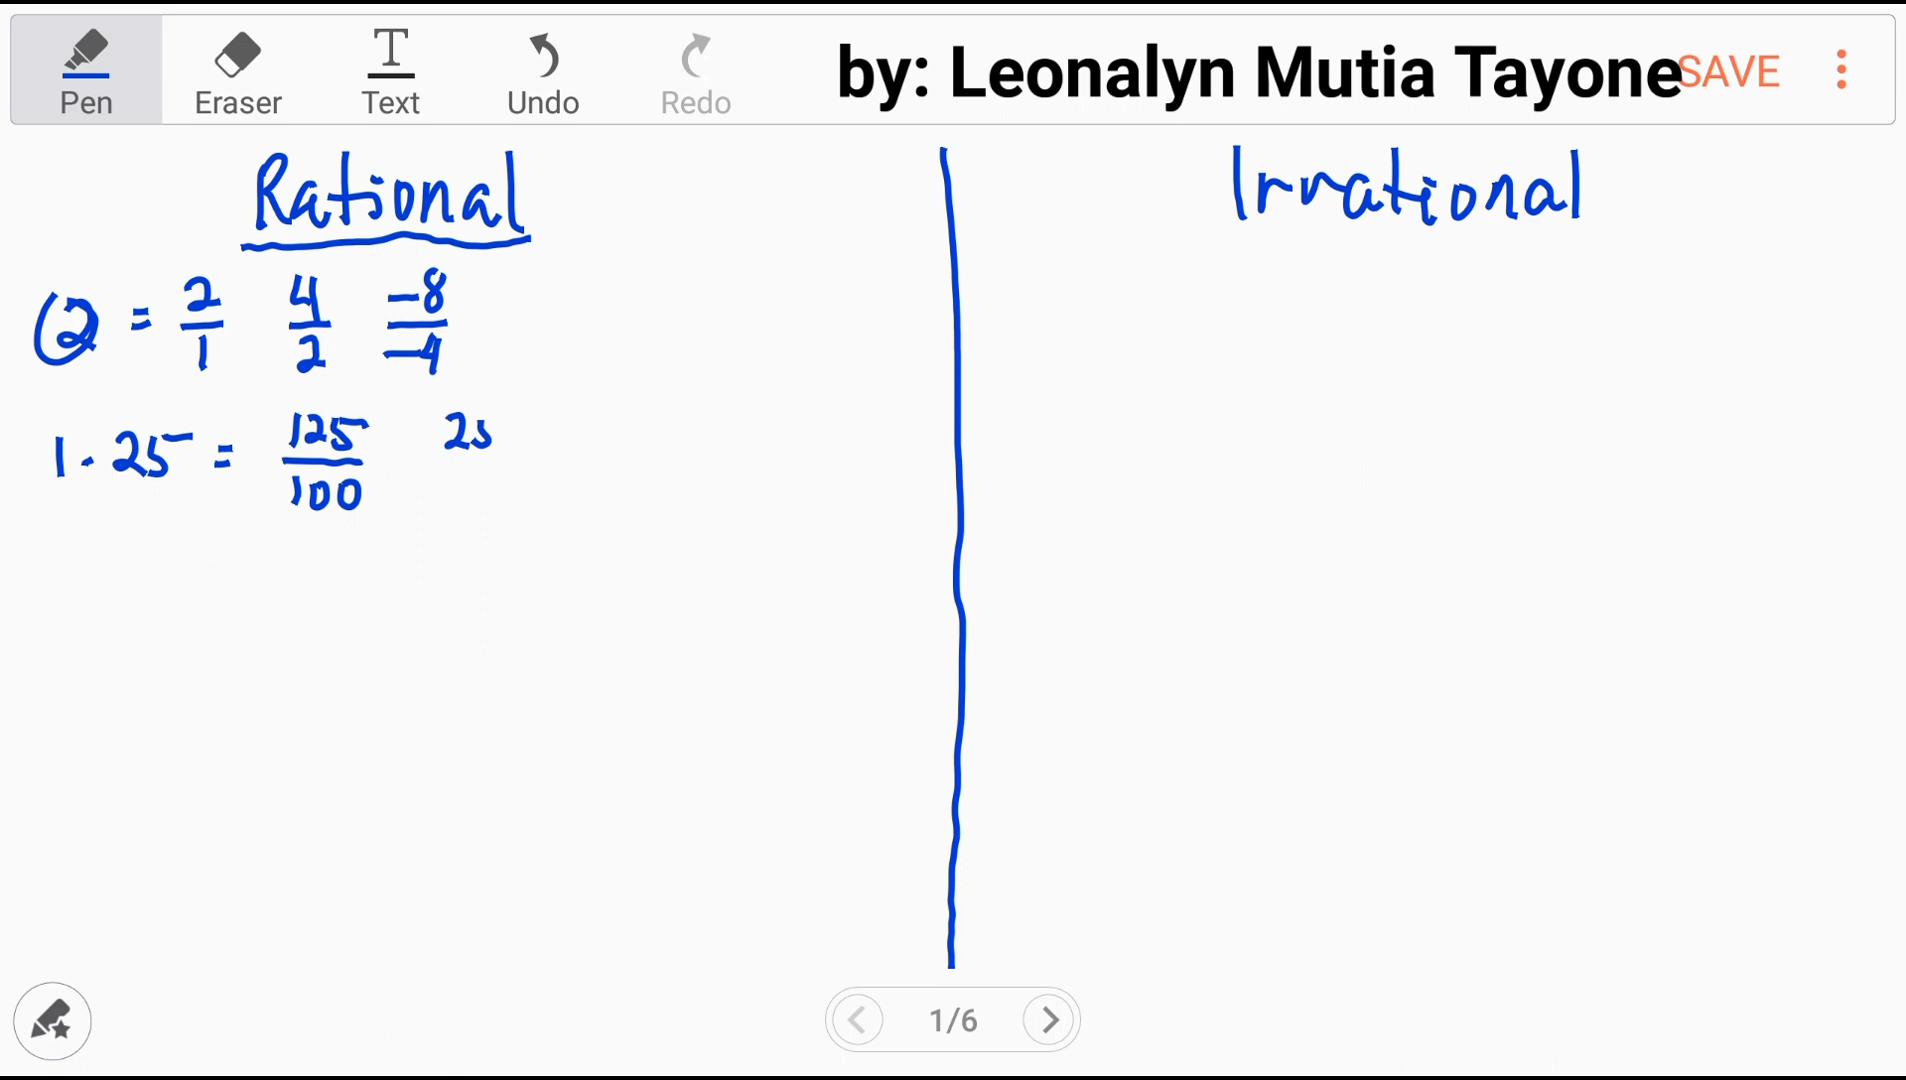 Pen Eraser Text Undo Redo by: Leonalyn Mutia Tayone SAVE
Rational
Irrational
2 = 2/1 4/2 -8/-4
1.25 = 125/100 25
1/6